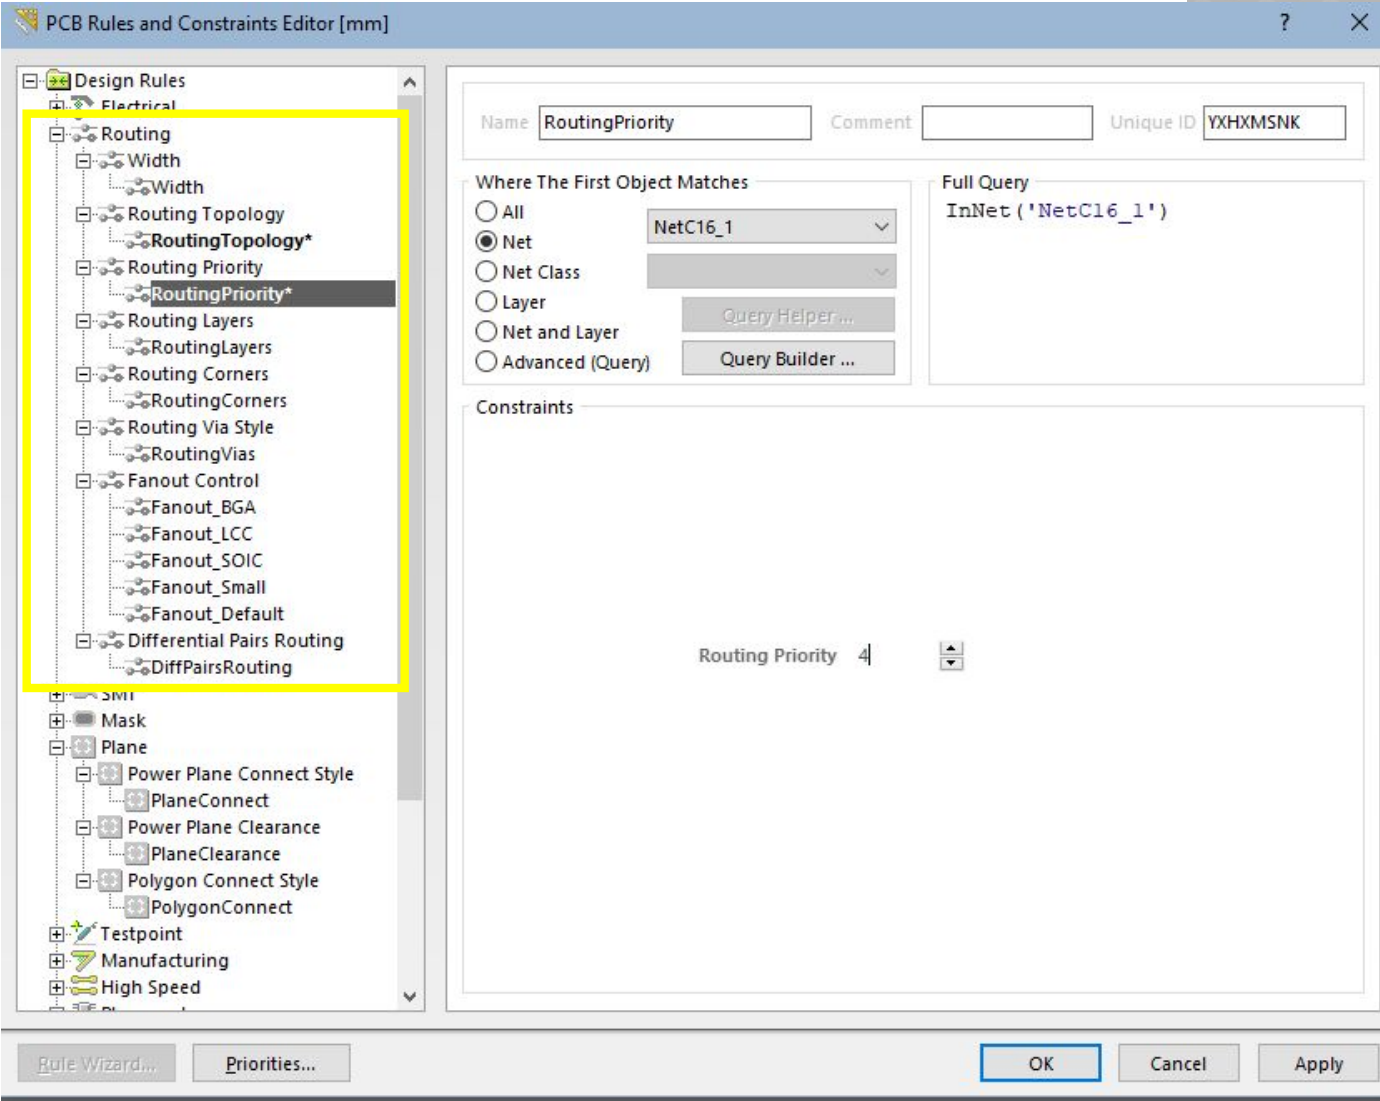 PCB Rules and Constraints Editor [mm]
?
Design Rules
Electrical
Routing
Width
Width
Routing Topology
RoutingTopology*
Routing Priority
RoutingPriority*
Routing Layers
RoutingLayers
Routing Corners
RoutingCorners
Routing Via Style
RoutingVias
Fanout Control
Fanout_BGA
Fanout_LCC
Fanout_SOIC
Fanout_Small
Fanout_Default
Differential Pairs Routing
DiffPairsRouting
SMT
Mask
Plane
Power Plane Connect Style
PlaneConnect
Power Plane Clearance
PlaneClearance
Polygon Connect Style
PolygonConnect
Testpoint
Manufacturing
High Speed
Name RoutingPriority Comment Unique ID YXHXMSNK
Where The First Object Matches
All
Net
Net Class
Layer
Net and Layer
Advanced (Query)
NetC16_1
Query Helper ...
Query Builder ...
Full Query
InNet('NetC16_1')
Constraints
Routing Priority 4
Rule Wizard... Priorities... OK Cancel Apply